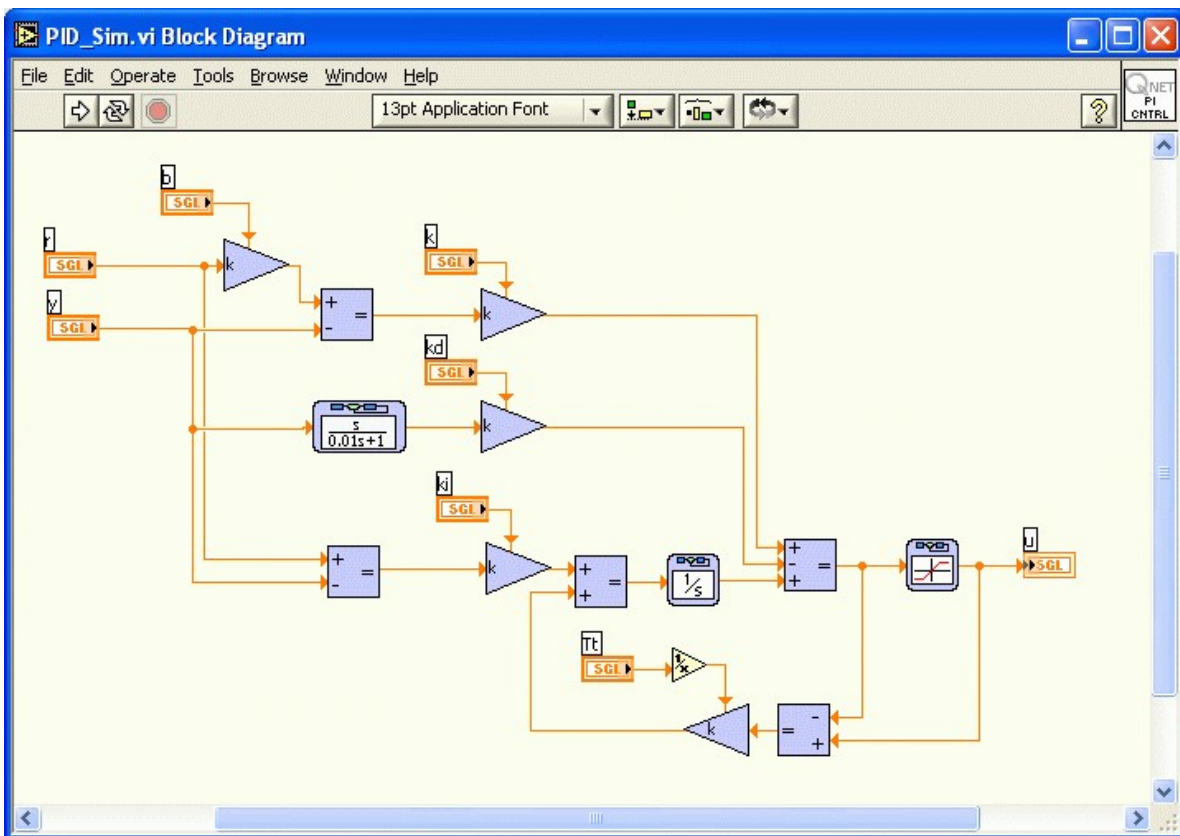 PID_Sim.vi Block Diagram
File Edit Operate Tools Browse Window Help
13pt Application Font
?
QNET
PI
CNTRL
b
SGL
r
SGL
k
k
SGL
y
SGL
+
-
=
k
kd
SGL
s
0.01s+1
k
ki
SGL
+
-
=
k
+
+
=
1/s
+
-
+
=
u
SGL
Tt
SGL
1/x
k
=
-
+